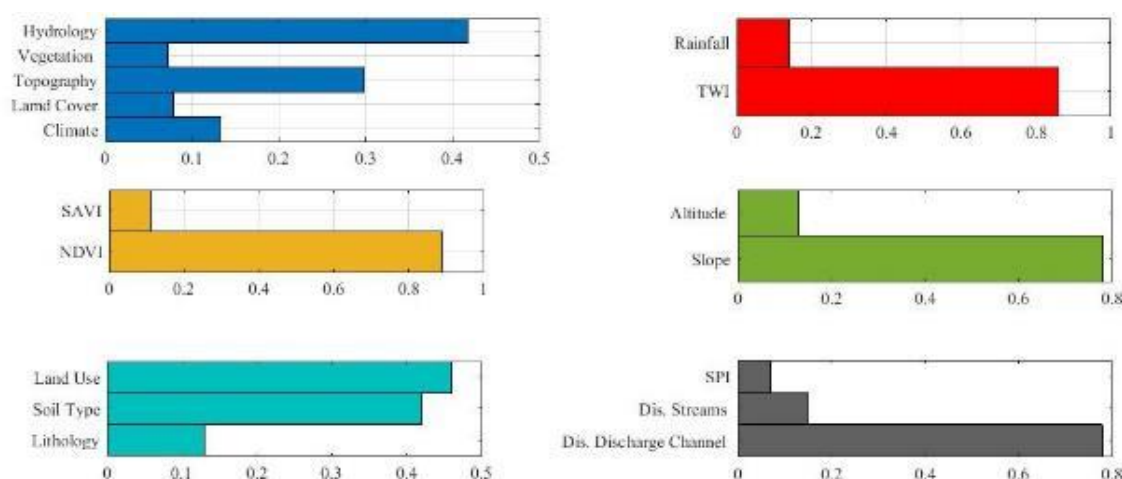 Hydrology
Vegetation
Topography
Lamd Cover
Climate
0 0.1 0.2 0.3 0.4 0.5
Rainfall
TWI
0 0.2 0.4 0.6 0.8 1
SAVI
NDVI
0 0.2 0.4 0.6 0.8 1
Altitude
Slope
0 0.2 0.4 0.6 0.8
Land Use
Soil Type
Lithology
0 0.1 0.2 0.3 0.4 0.5
SPI
Dis. Streams
Dis. Discharge Channel
0 0.2 0.4 0.6 0.8